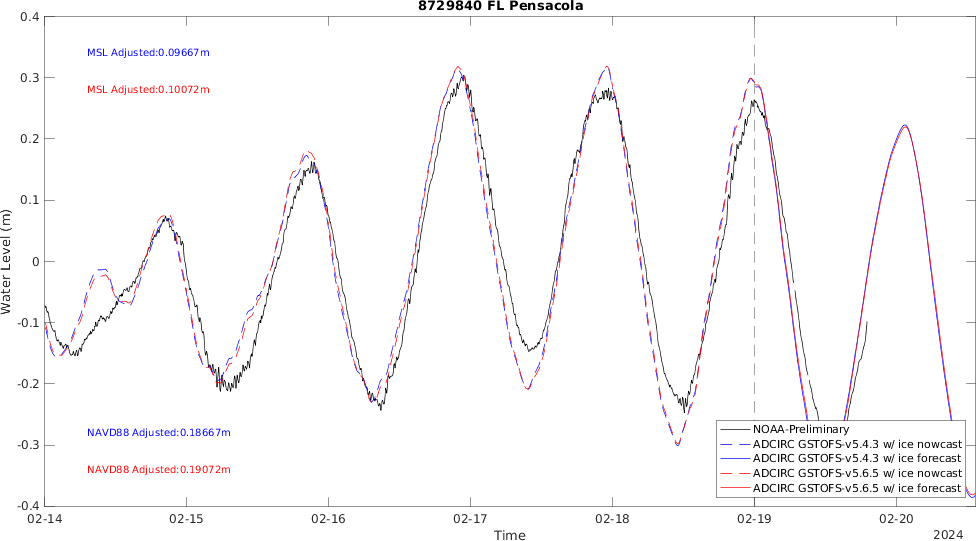 8729840 FL Pensacola
0.4
MSL Adjusted:0.09667m
0.3
MSL Adjusted:0.10072m
0.2
0.1
0
Water Level (m)
-0.1
-0.2
NAVD88 Adjusted:0.18667m
-0.3
NAVD88 Adjusted:0.19072m
-0.4
NOAA-Preliminary
ADCIRC GSTOFS-v5.4.3 w/ ice nowcast
ADCIRC GSTOFS-v5.4.3 w/ ice forecast
ADCIRC GSTOFS-v5.6.5 w/ ice nowcast
ADCIRC GSTOFS-v5.6.5 w/ ice forecast
02-14 02-15 02-16 02-17 02-18 02-19 02-20
Time
2024